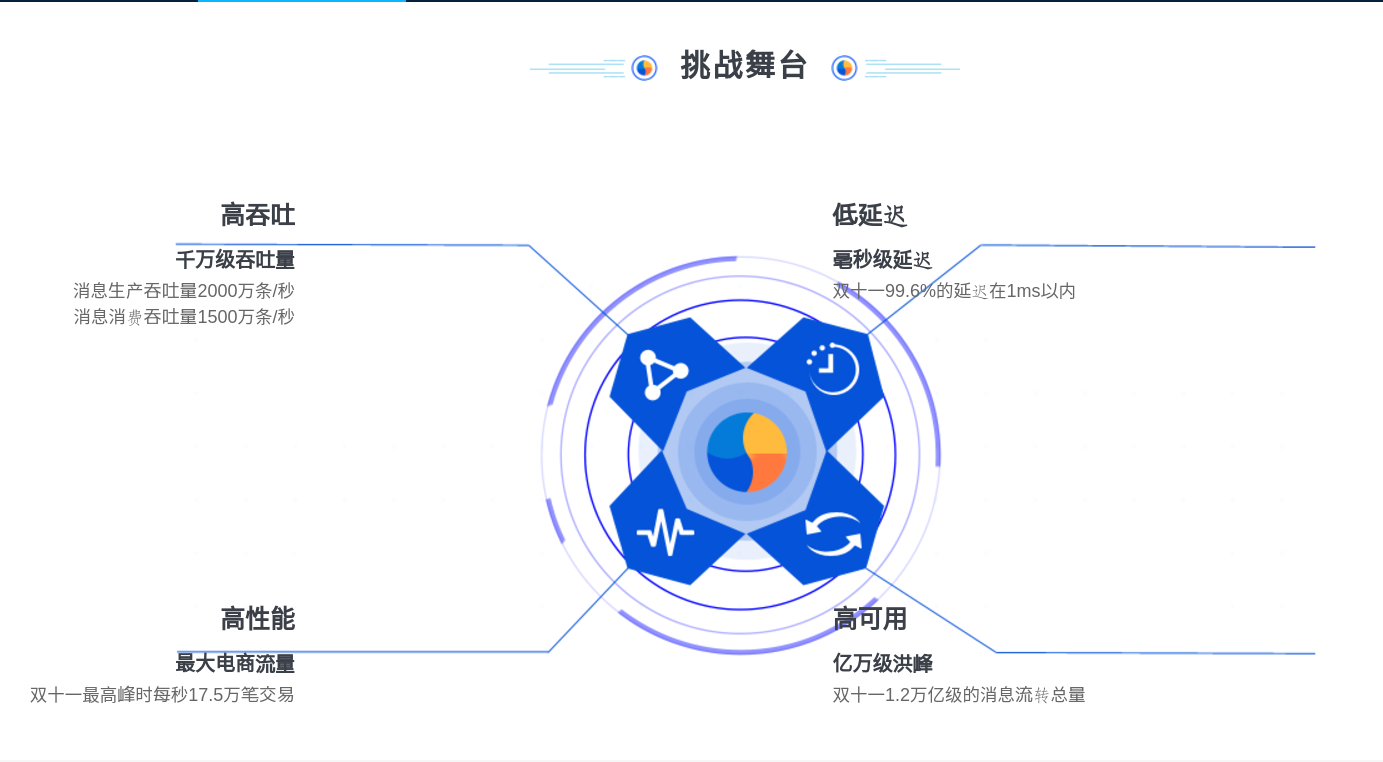 挑战舞台
高吞吐
千万级吞吐量
消息生产吞吐量2000万条/秒
消息消费吞吐量1500万条/秒
低延迟
毫秒级延迟
双十一99.6%的延迟在1ms以内
高性能
最大电商流量
双十一最高峰时每秒17.5万笔交易
高可用
亿万级洪峰
双十一1.2万亿级的消息流转总量